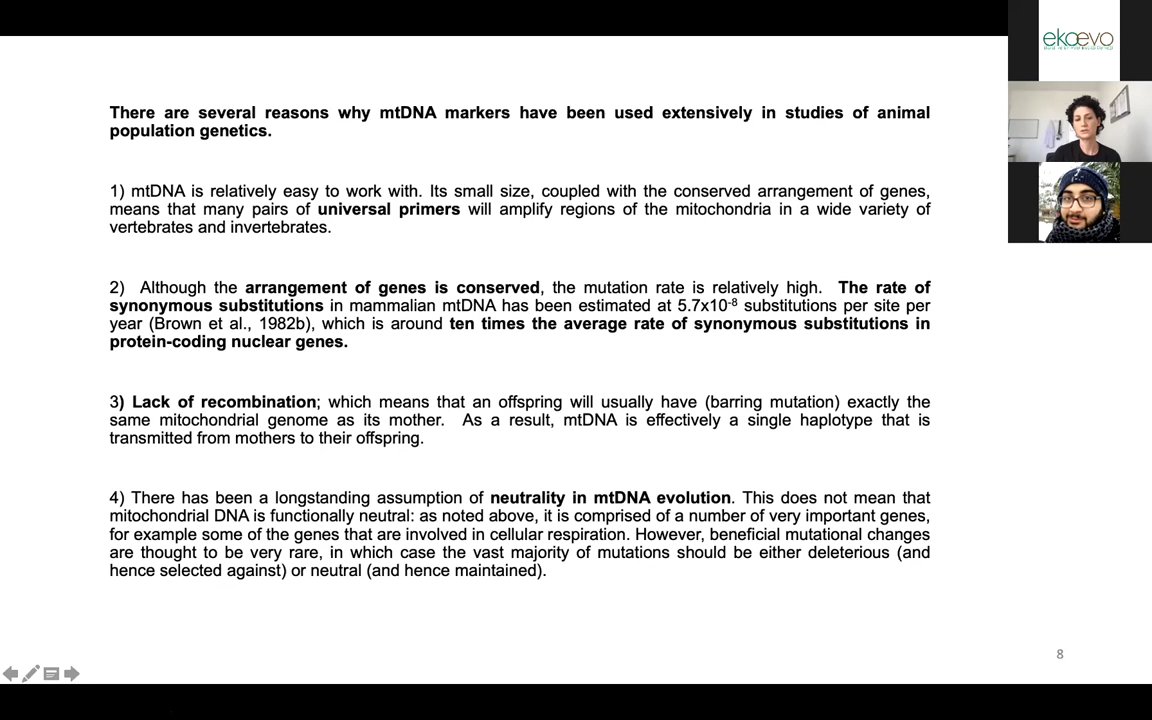 There are several reasons why mtDNA markers have been used extensively in studies of animal
population genetics.
1) mtDNA is relatively easy to work with. Its small size, coupled with the conserved arrangement of genes,
means that many pairs of universal primers will amplify regions of the mitochondria in a wide variety of
vertebrates and invertebrates.
2) Although the arrangement of genes is conserved, the mutation rate is relatively high. The rate of
synonymous substitutions in mammalian mtDNA has been estimated at 5.7x10⁻⁸ substitutions per site per
year (Brown et al., 1982b), which is around ten times the average rate of synonymous substitutions in
protein-coding nuclear genes.
3) Lack of recombination; which means that an offspring will usually have (barring mutation) exactly the
same mitochondrial genome as its mother. As a result, mtDNA is effectively a single haplotype that is
transmitted from mothers to their offspring.
4) There has been a longstanding assumption of neutrality in mtDNA evolution. This does not mean that
mitochondrial DNA is functionally neutral: as noted above, it is comprised of a number of very important genes,
for example some of the genes that are involved in cellular respiration. However, beneficial mutational changes
are thought to be very rare, in which case the vast majority of mutations should be either deleterious (and
hence selected against) or neutral (and hence maintained).
8
ekoevo